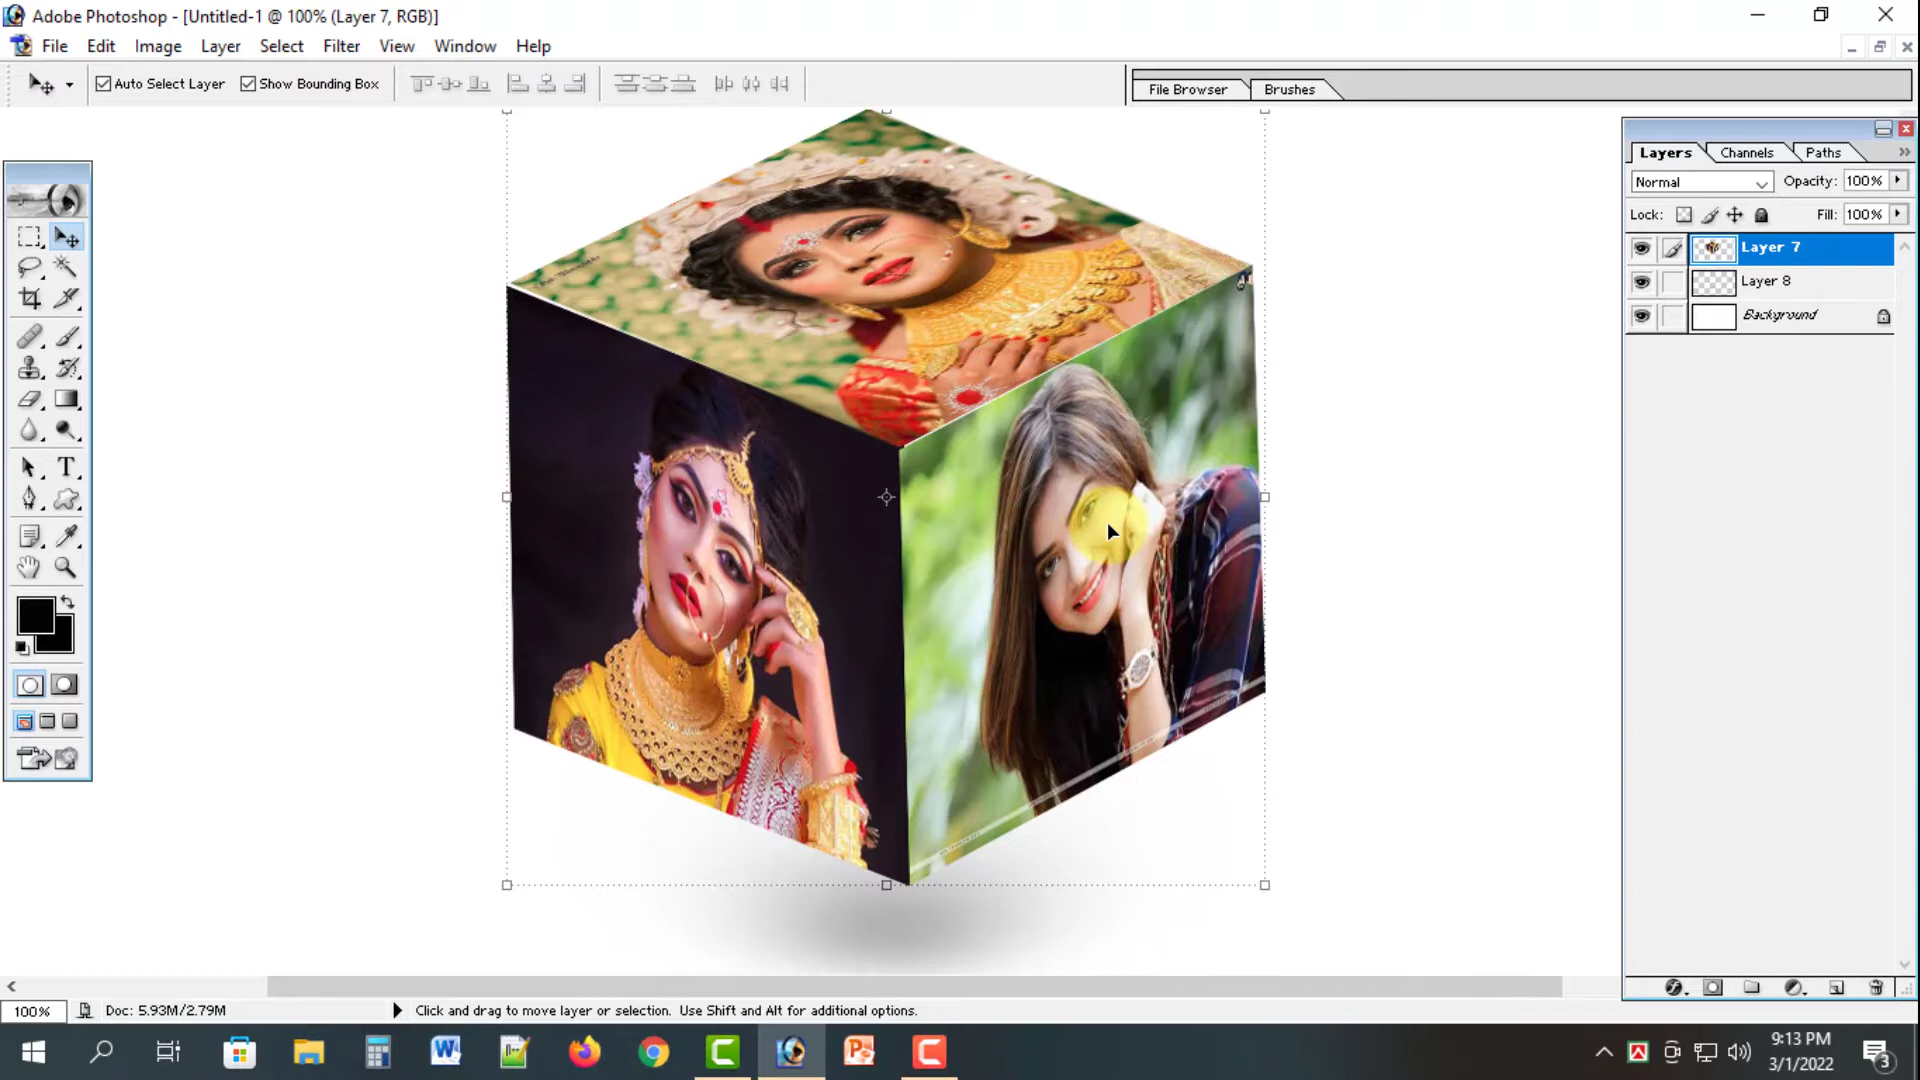 Adobe Photoshop - [Untitled-1 @ 100% (Layer 7, RGB)]
File Edit Image Layer Select Filter View Window Help
Auto Select Layer Show Bounding Box
File Browser Brushes
Layers Channels Paths
Normal Opacity: 100%
Lock: Fill: 100%
Layer 7
Layer 8
Background
100% Doc: 5.93M/2.79M Click and drag to move layer or selection. Use Shift and Alt for additional options.
9:13 PM
3/1/2022
3